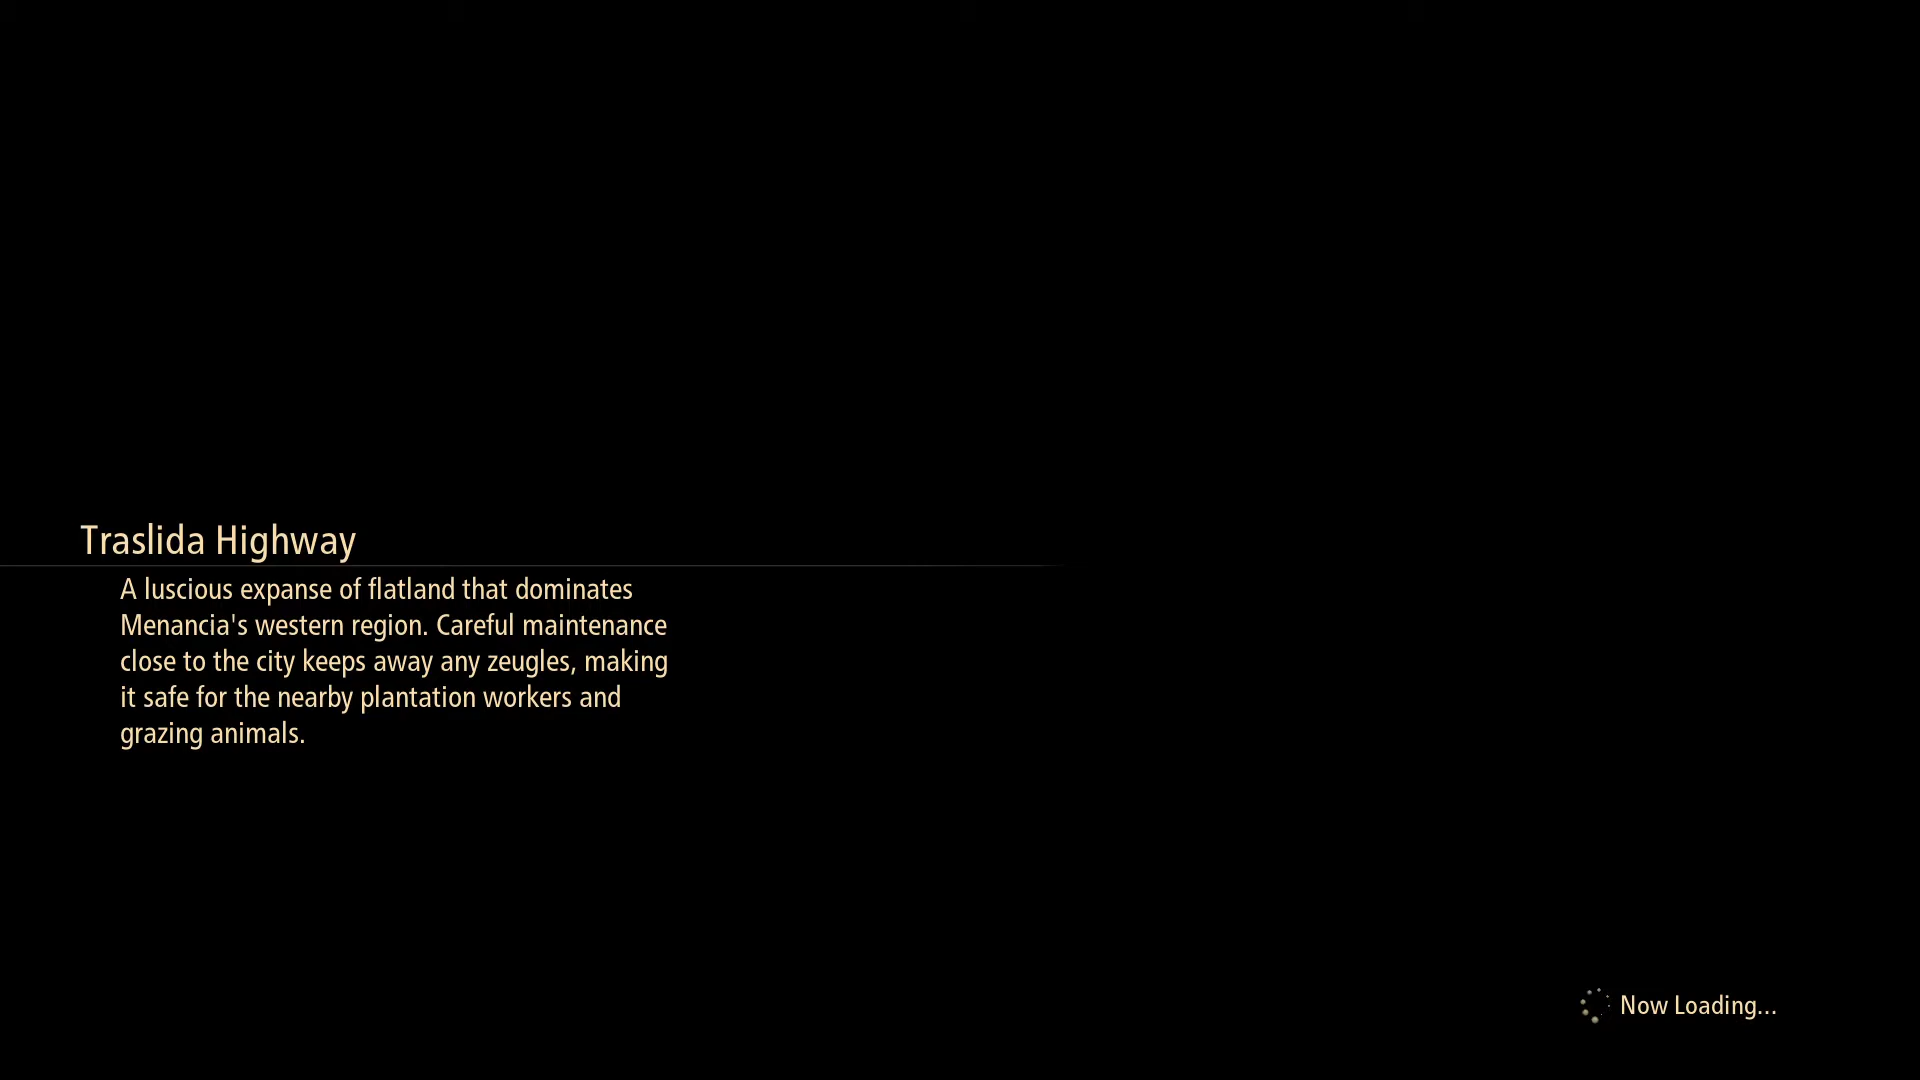 Traslida Highway
A luscious expanse of flatland that dominates
Menancia's western region. Careful maintenance
close to the city keeps away any zeugles, making
it safe for the nearby plantation workers and
grazing animals.
Now Loading...